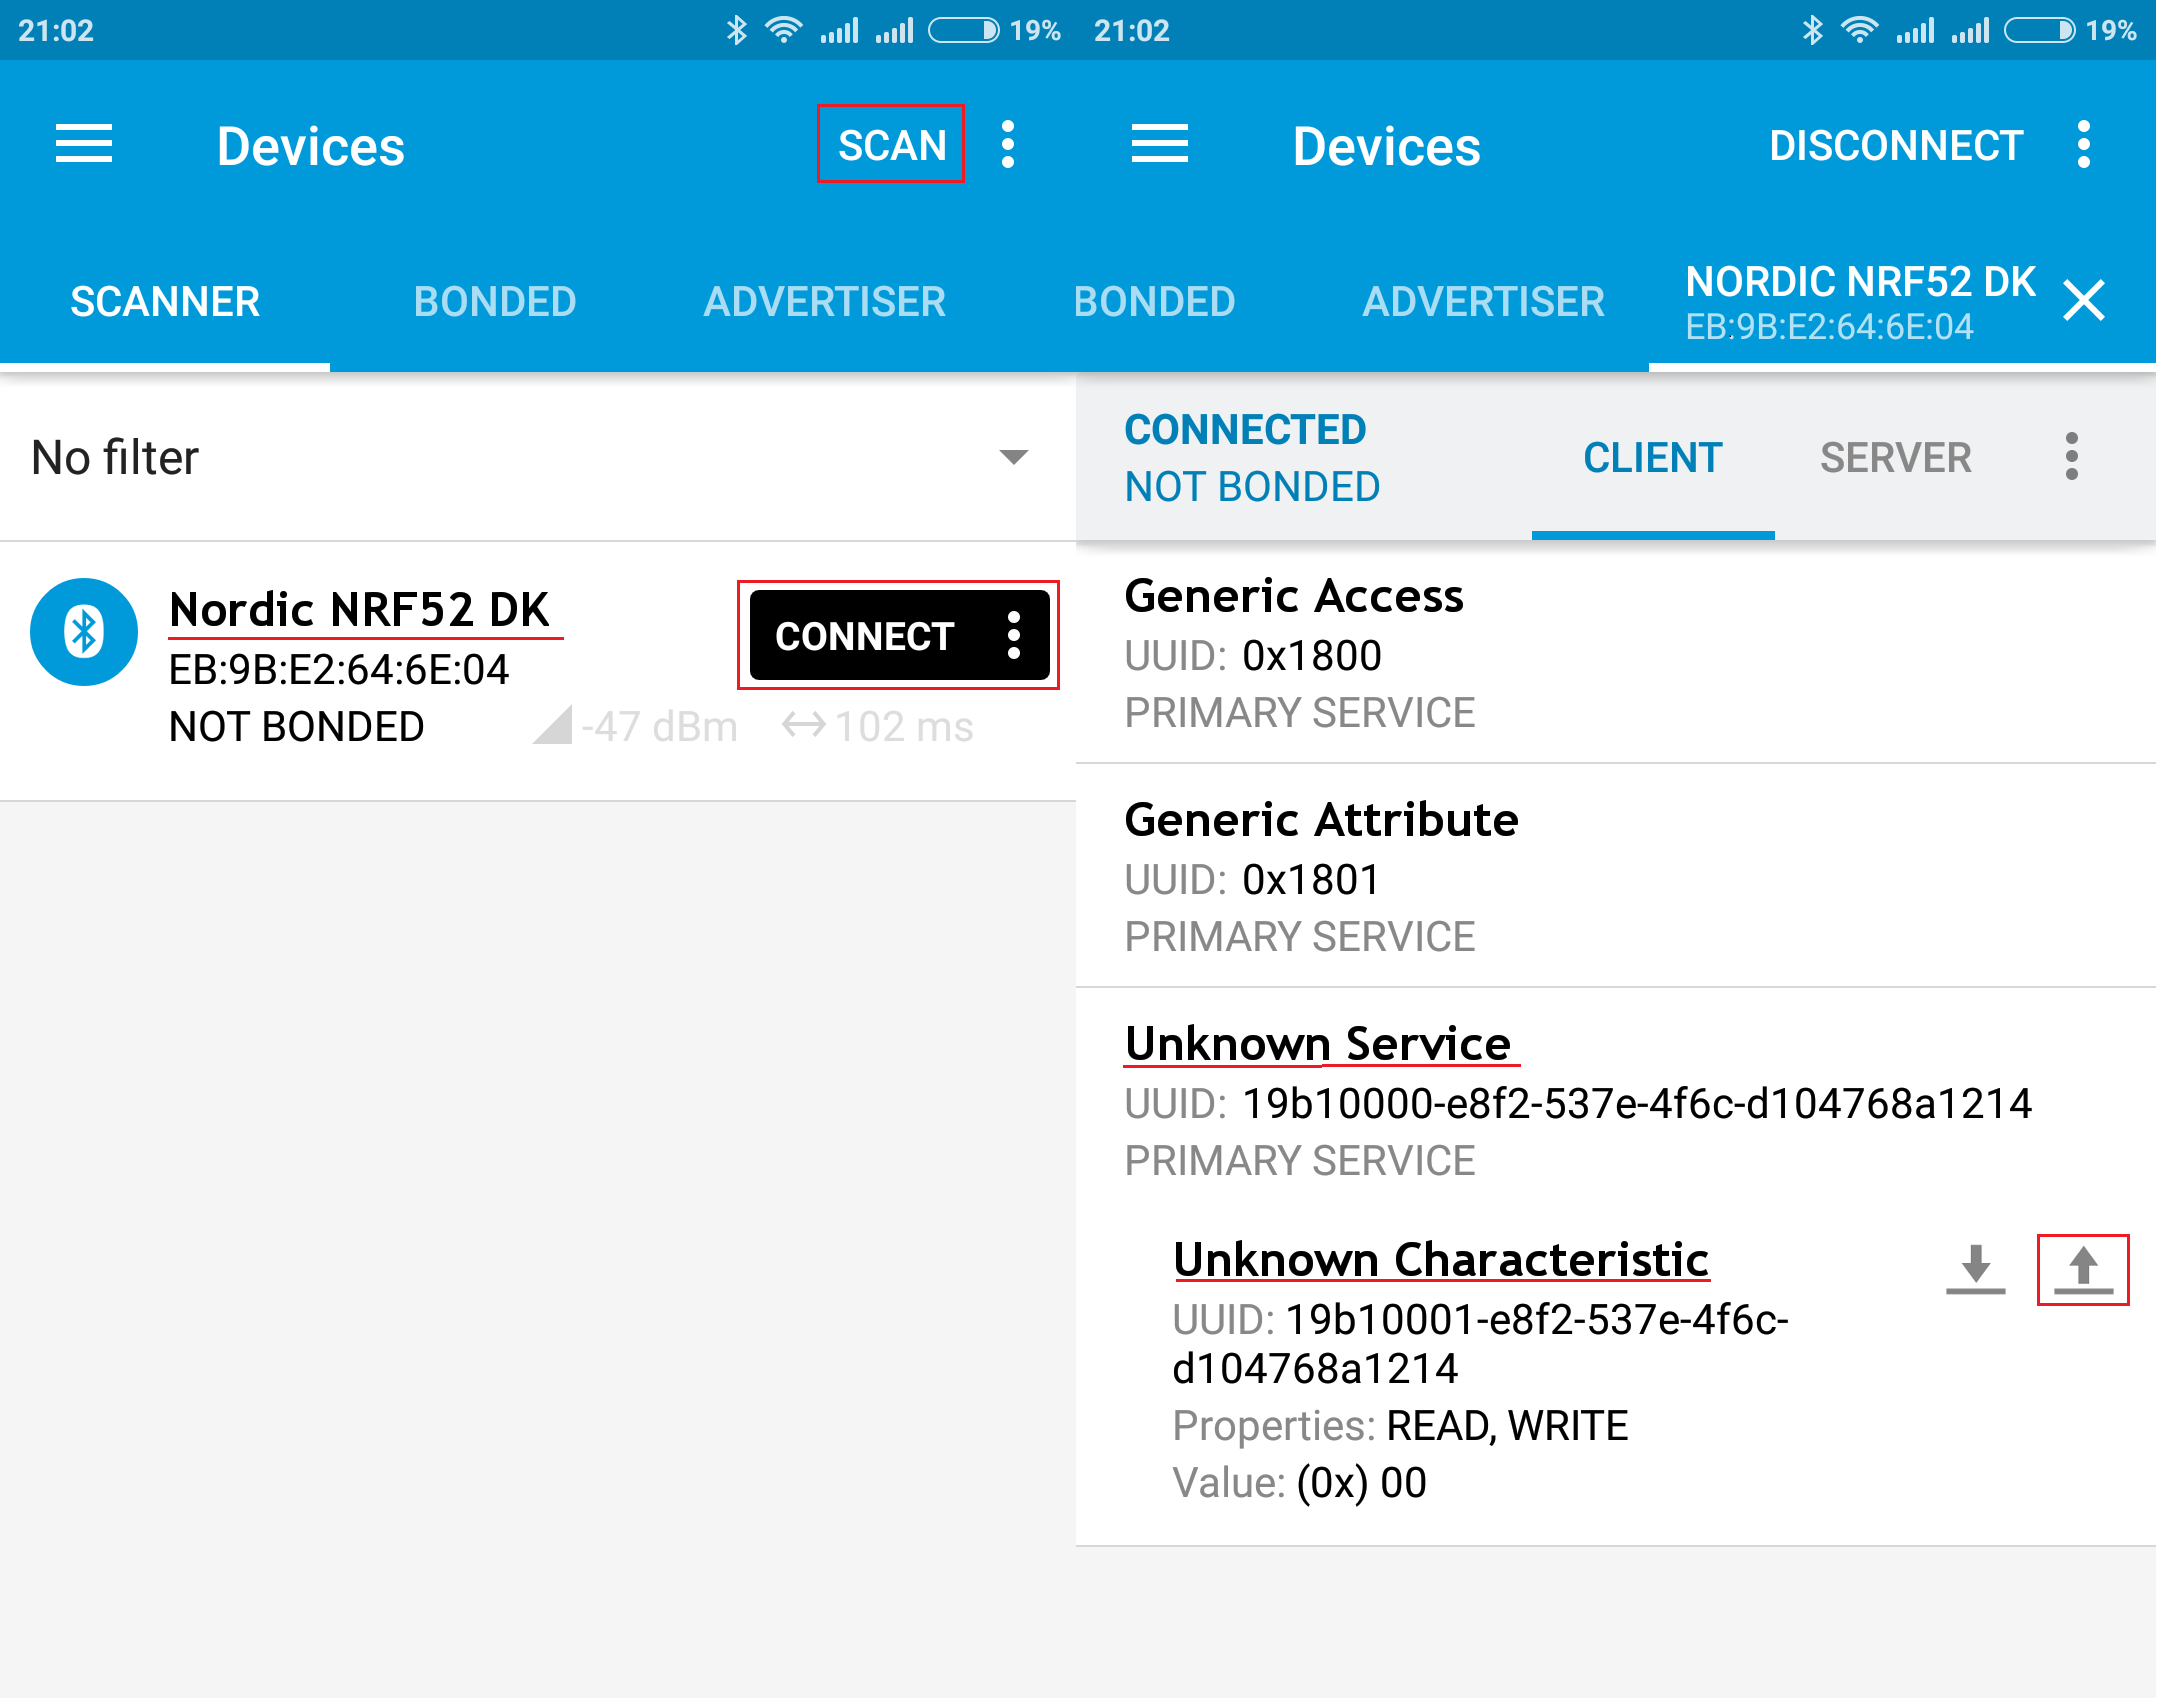 21:02
19%
Devices
SCAN
SCANNER
BONDED
ADVERTISER
No filter
Nordic NRF52 DK
CONNECT
EB:9B:E2:64:6E:04
NOT BONDED
-47 dBm
102 ms
21:02
19%
Devices
DISCONNECT
BONDED
ADVERTISER
NORDIC NRF52 DK
EB:9B:E2:64:6E:04
CONNECTED
NOT BONDED
CLIENT
SERVER
Generic Access
UUID: 0x1800
PRIMARY SERVICE
Generic Attribute
UUID: 0x1801
PRIMARY SERVICE
Unknown Service
UUID: 19b10000-e8f2-537e-4f6c-d104768a1214
PRIMARY SERVICE
Unknown Characteristic
UUID: 19b10001-e8f2-537e-4f6c-
d104768a1214
Properties: READ, WRITE
Value: (0x) 00